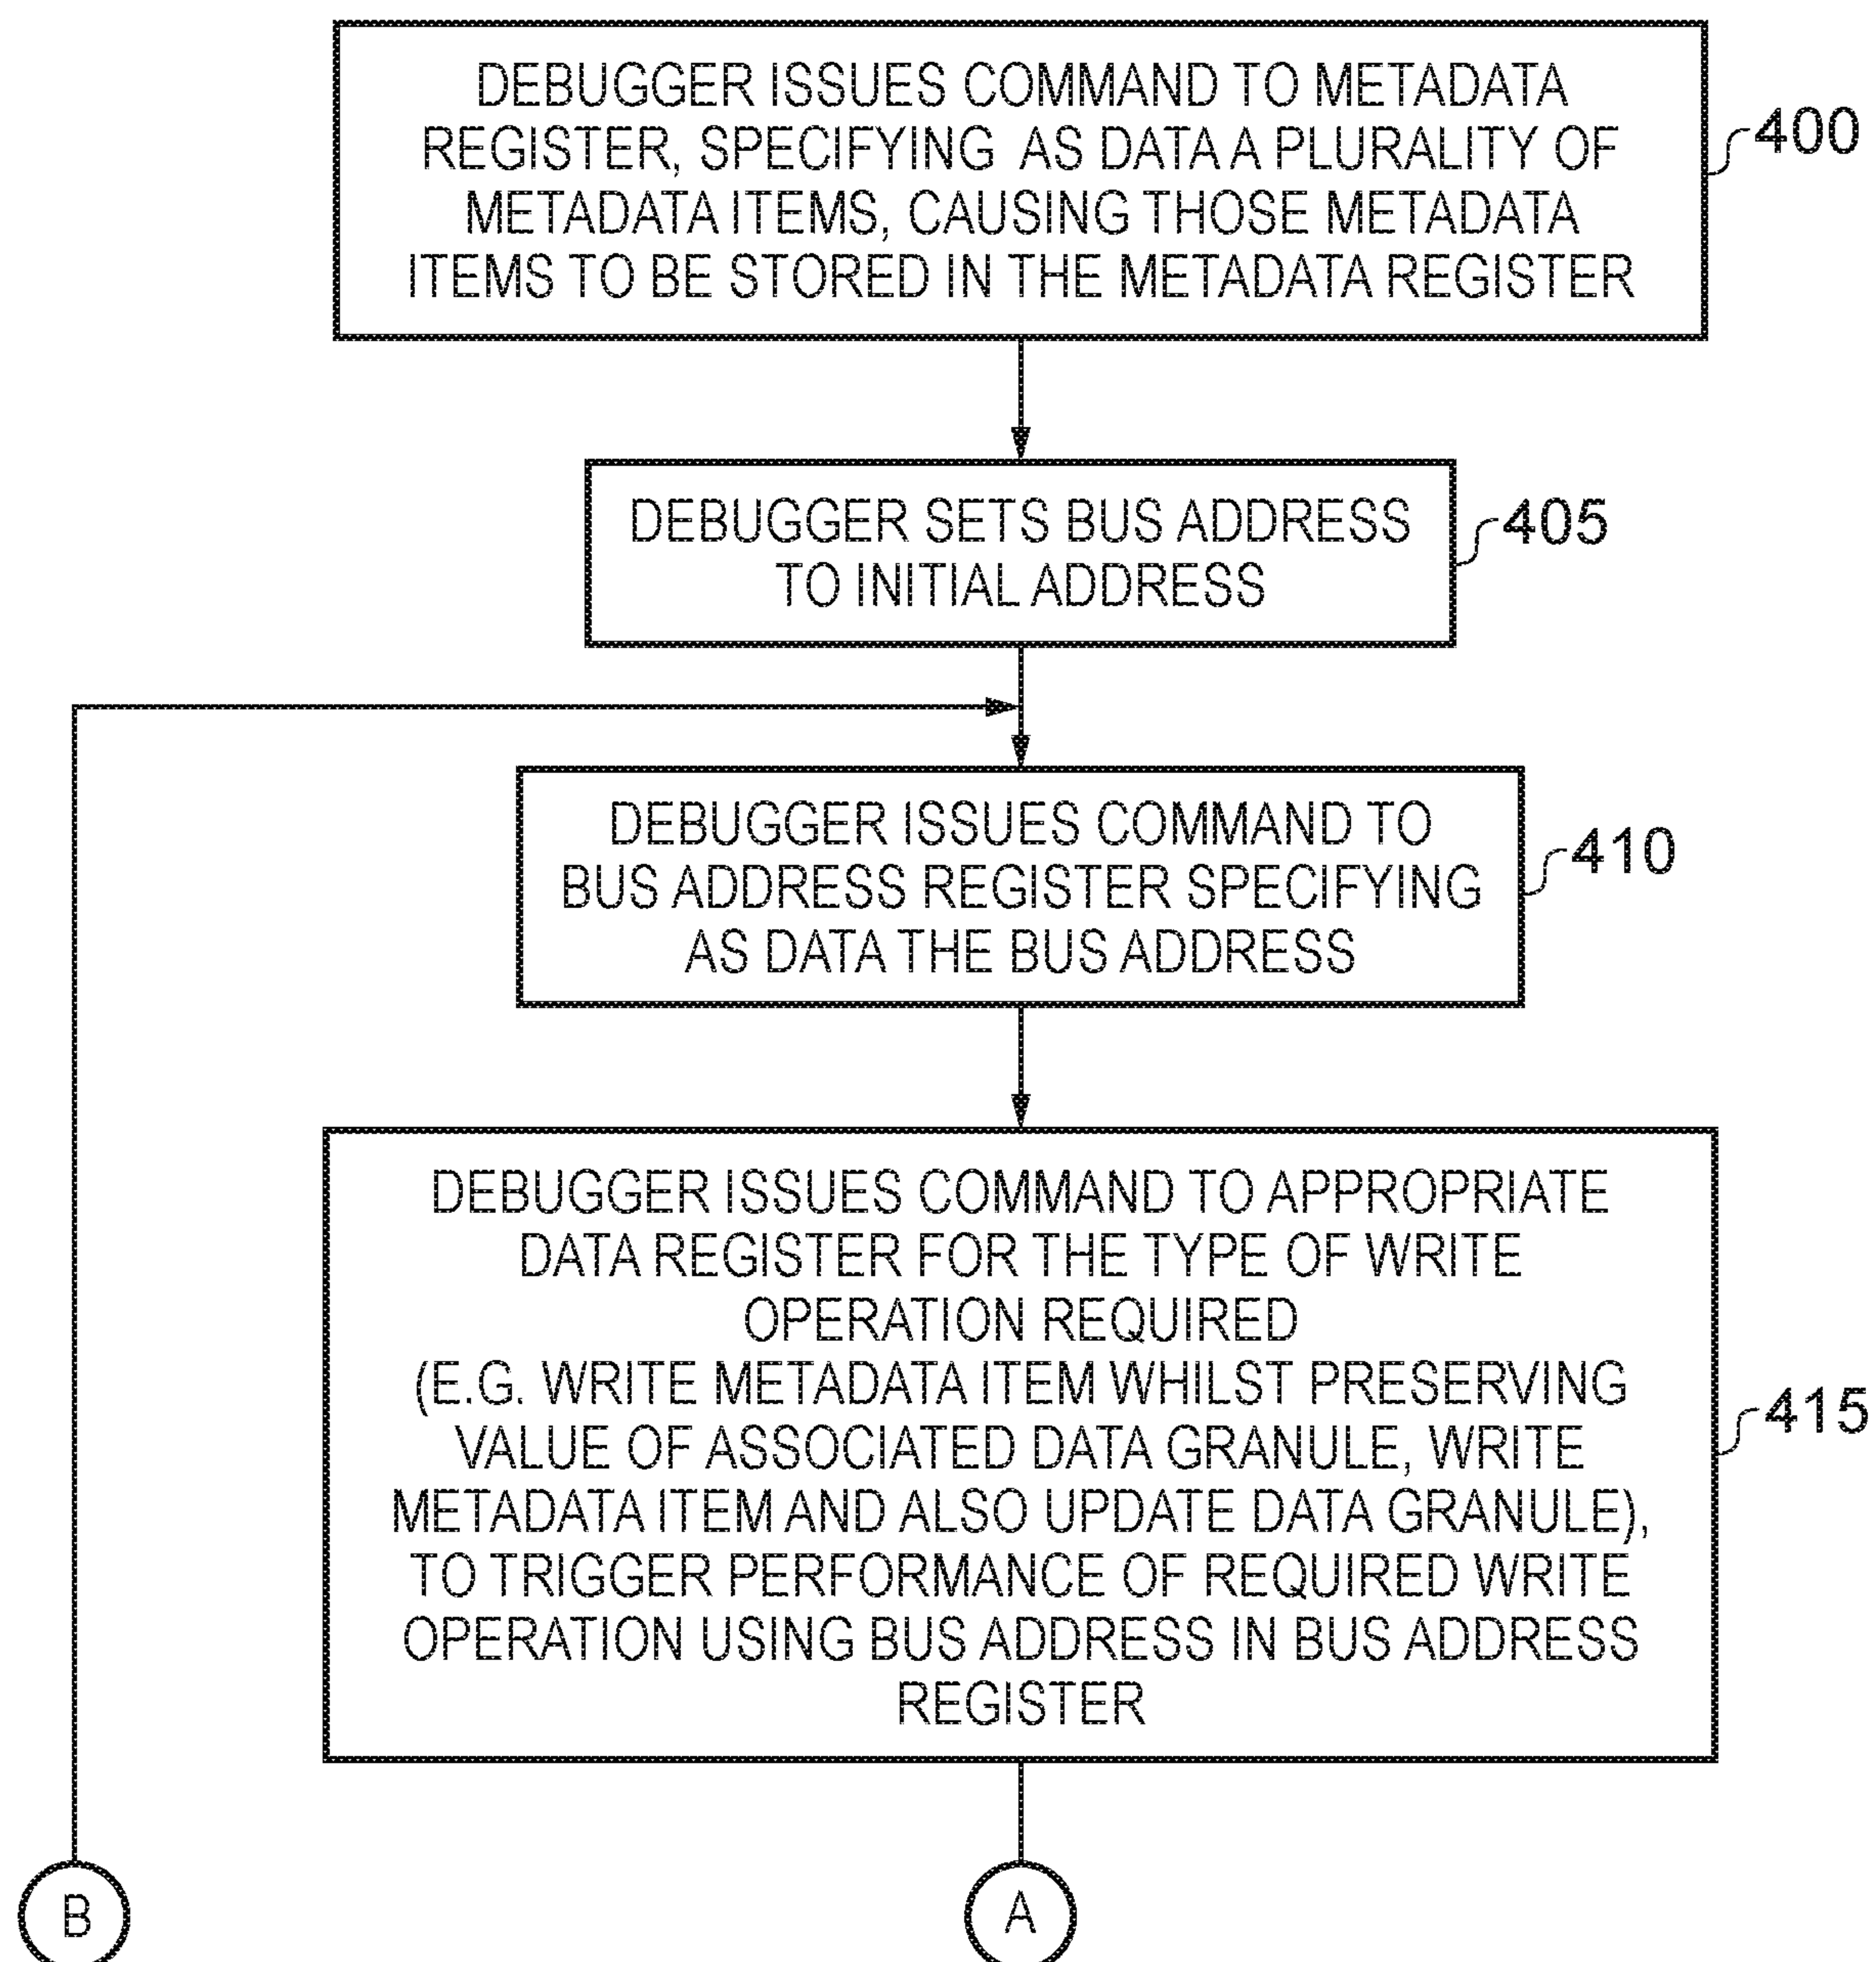 DEBUGGER ISSUES COMMAND TO METADATA
REGISTER, SPECIFYING AS DATA A PLURALITY OF
METADATA ITEMS, CAUSING THOSE METADATA
ITEMS TO BE STORED IN THE METADATA REGISTER
400
DEBUGGER SETS BUS ADDRESS
TO INITIAL ADDRESS
405
DEBUGGER ISSUES COMMAND TO
BUS ADDRESS REGISTER SPECIFYING
AS DATA THE BUS ADDRESS
410
DEBUGGER ISSUES COMMAND TO APPROPRIATE
DATA REGISTER FOR THE TYPE OF WRITE
OPERATION REQUIRED
(E.G. WRITE METADATA ITEM WHILST PRESERVING
VALUE OF ASSOCIATED DATA GRANULE, WRITE
METADATA ITEM AND ALSO UPDATE DATA GRANULE),
TO TRIGGER PERFORMANCE OF REQUIRED WRITE
OPERATION USING BUS ADDRESS IN BUS ADDRESS
REGISTER
415
B
A